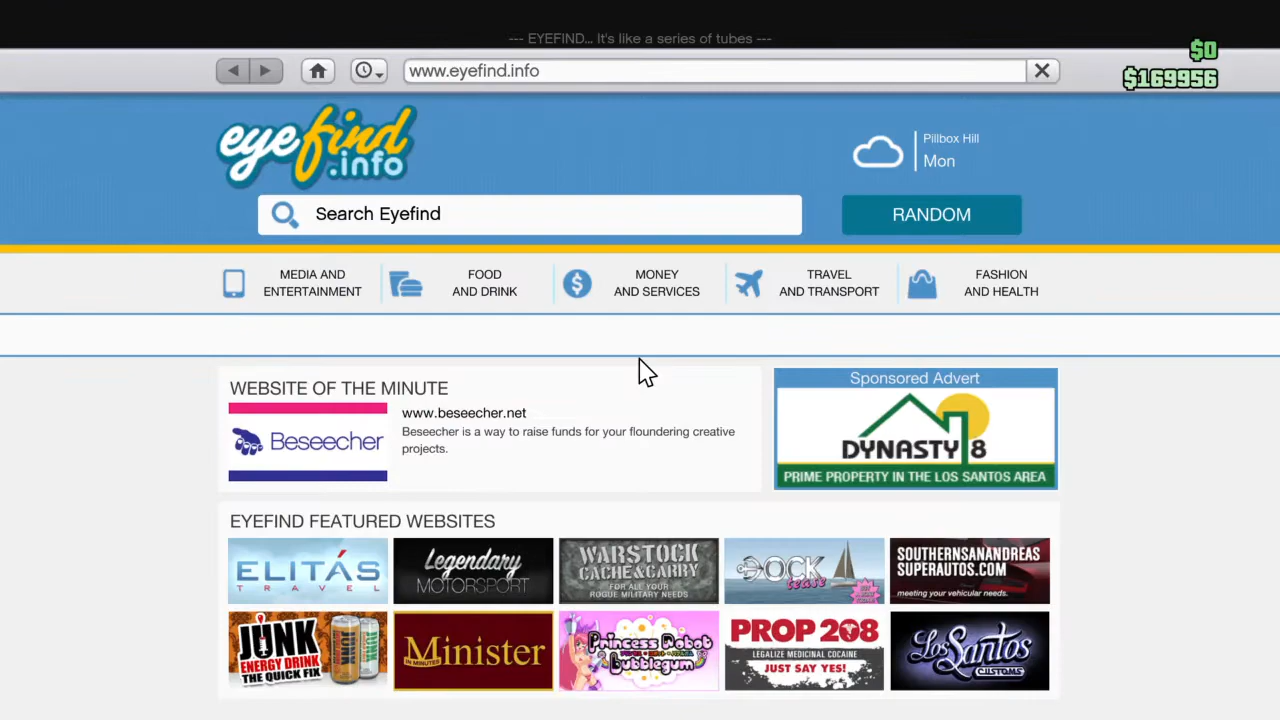 --- EYEFIND... It's like a series of tubes ---
$0
$169956
www.eyefind.info
eyefind
.info
Pillbox Hill
Mon
Search Eyefind
RANDOM
MEDIA AND
ENTERTAINMENT
FOOD
AND DRINK
MONEY
AND SERVICES
TRAVEL
AND TRANSPORT
FASHION
AND HEALTH
WEBSITE OF THE MINUTE
Beseecher
www.beseecher.net
Beseecher is a way to raise funds for your floundering creative
projects.
Sponsored Advert
DYNASTY 8
PRIME PROPERTY IN THE LOS SANTOS AREA
EYEFIND FEATURED WEBSITES
ELITÁS
TRAVEL
Legendary
MOTORSPORT
WARSTOCK
CACHE & CARRY
FOR ALL YOUR
ROGUE MILITARY NEEDS
DOCK
tease
SOUTHERNSANANDREAS
SUPERAUTOS.COM
meeting your vehicular needs.
JUNK
ENERGY DRINK
THE QUICK FIX
Minister
IN MINUTES
Princess Robot
Bubblegum
PROP 208
LEGALIZE MEDICINAL COCAINE
JUST SAY YES!
Los Santos
CUSTOMS